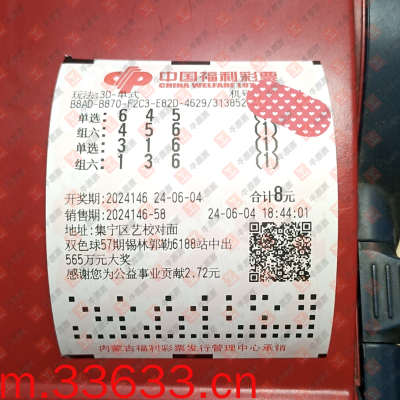 中国福利彩票
CHINA WELFARE LOTTERY
玩法:3D-单式
B8AD-B870-F2C3-E82D-4629/313852
单选: 6 4 5 (1)
组六: 4 5 6 (1)
单选: 3 1 6 (1)
组六: 1 3 6 (1)
开奖期:2024146 24-06-04 合计8元
销售期:2024146-58 24-06-04 18:44:01
地址:集宁区艺校对面
双色球57期锡林郭勒6188站中出
565万元大奖
感谢您为公益事业贡献2.72元
内蒙古福利彩票发行管理中心承销
m.33633.cn